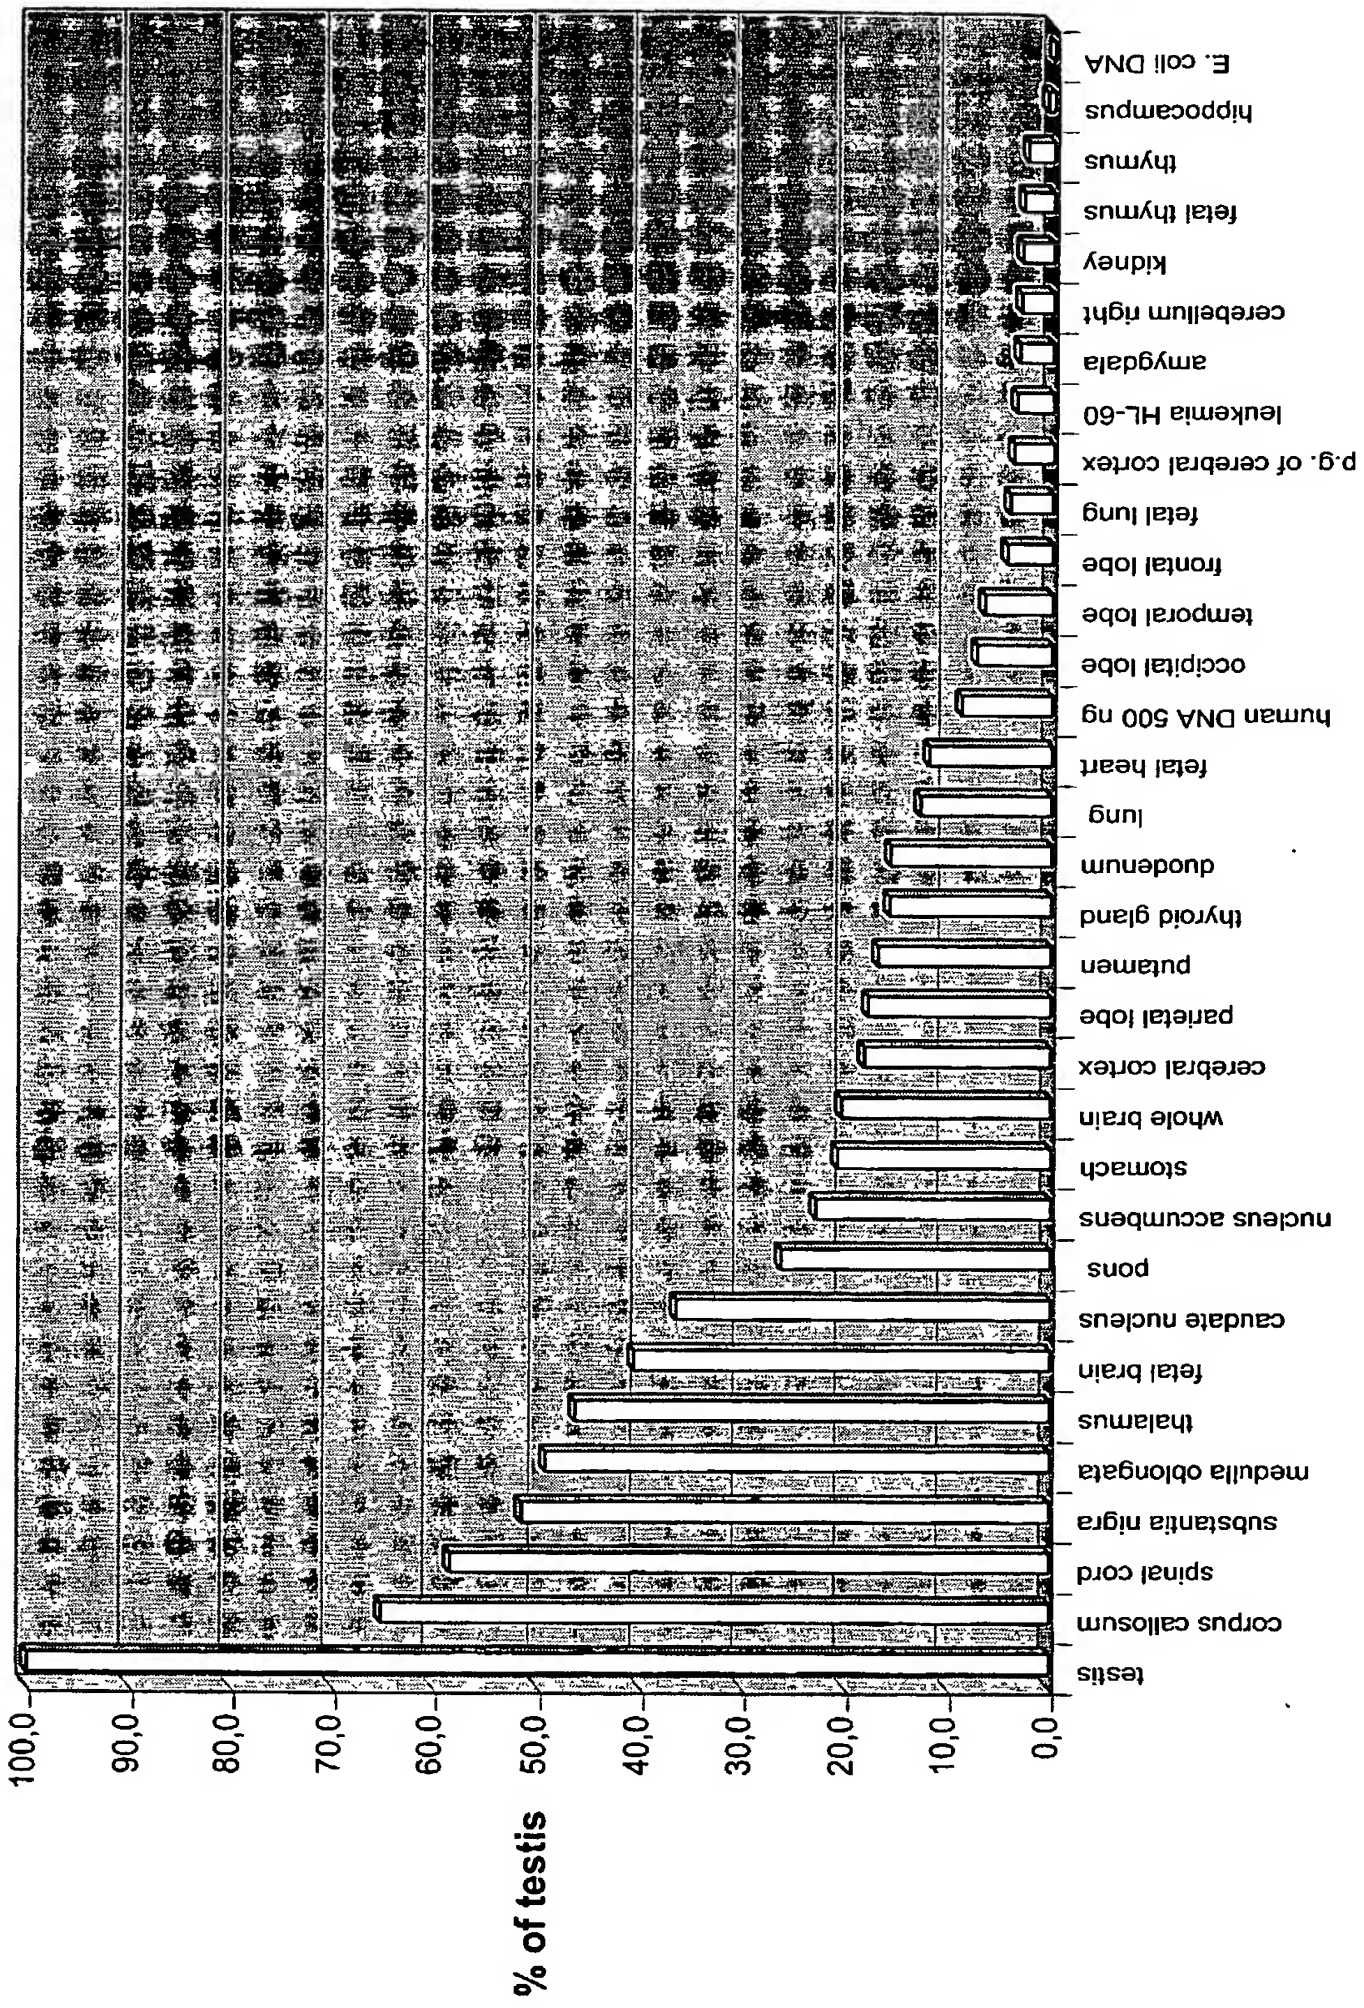 % of testis
100,0
90,0
80,0
70,0
60,0
50,0
40,0
30,0
20,0
10,0
0,0
testis
corpus callosum
spinal cord
substantia nigra
medulla oblongata
thalamus
fetal brain
caudate nucleus
pons
nucleus accumbens
stomach
whole brain
cerebral cortex
parietal lobe
putamen
thyroid gland
duodenum
lung
fetal heart
human DNA 500 ng
occipital lobe
temporal lobe
frontal lobe
fetal lung
p.g. of cerebral cortex
leukemia HL-60
amygdala
cerebellum right
kidney
fetal thymus
thymus
hippocampus
E. coli DNA